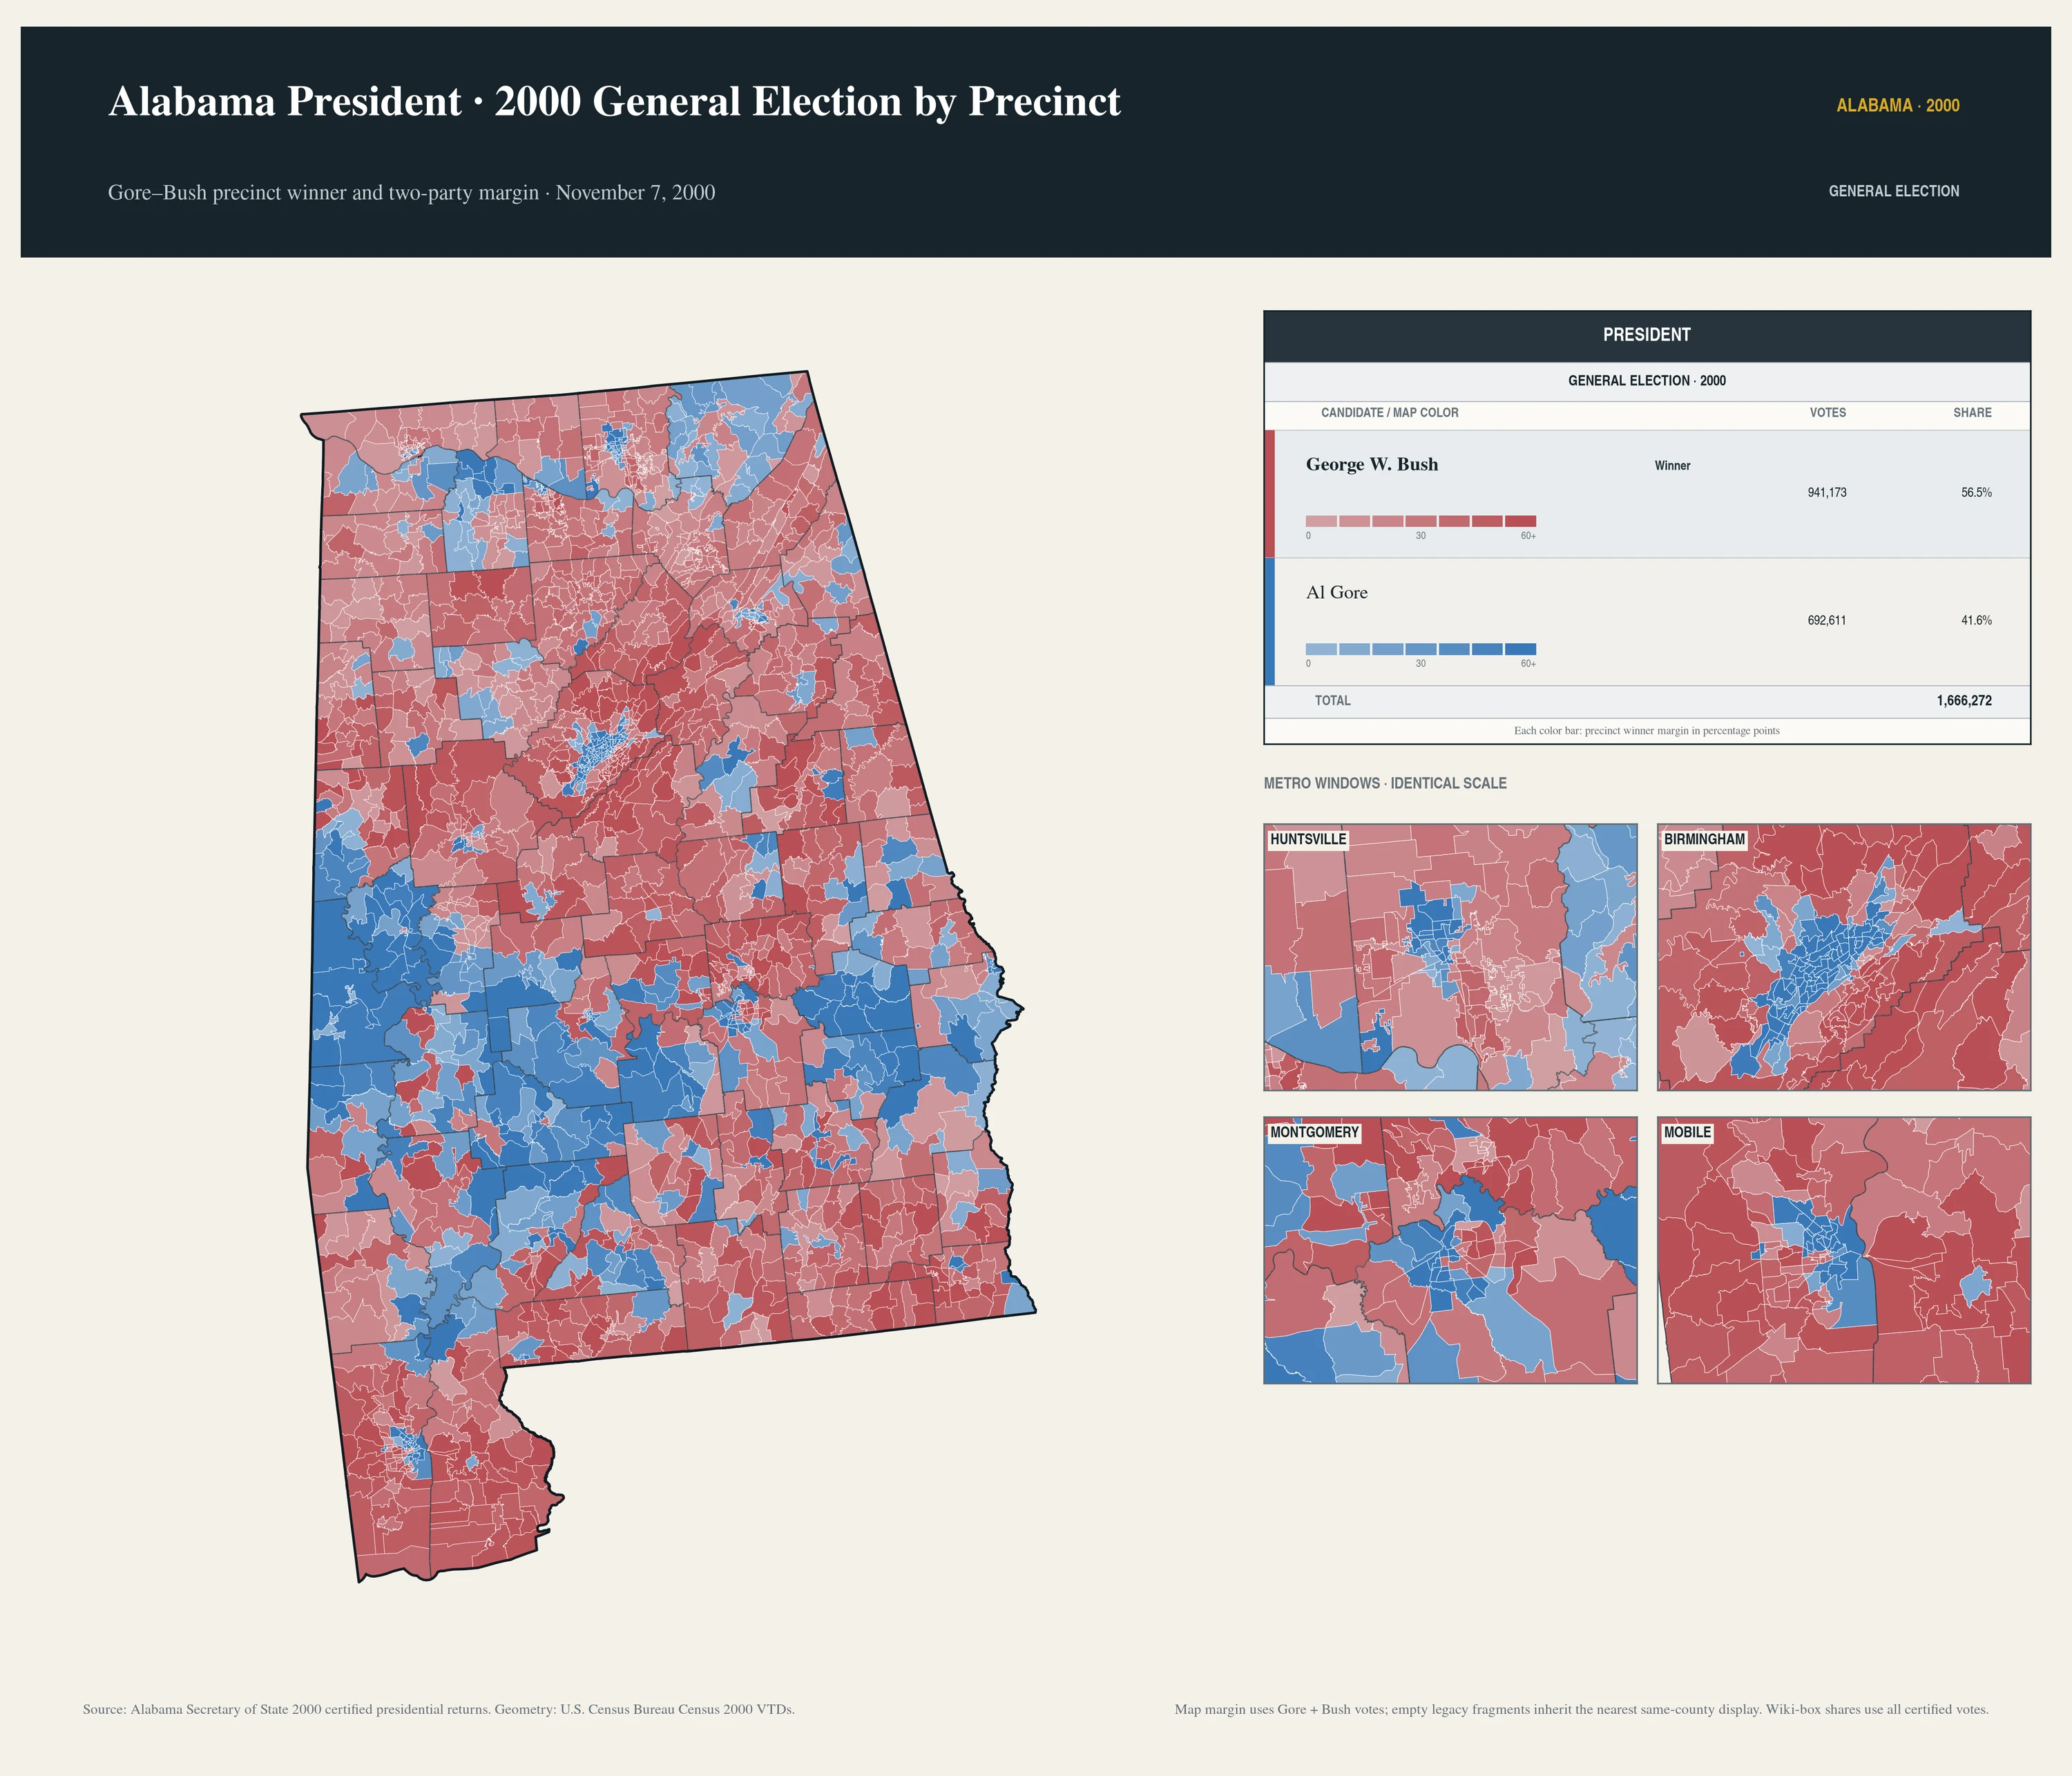 Alabama President · 2000 General Election by Precinct
ALABAMA · 2000
Gore–Bush precinct winner and two-party margin · November 7, 2000
GENERAL ELECTION
PRESIDENT
GENERAL ELECTION · 2000
CANDIDATE / MAP COLOR VOTES SHARE
George W. Bush Winner
941,173 56.5%
0 30 60+
Al Gore
692,611 41.6%
0 30 60+
TOTAL 1,666,272
Each color bar: precinct winner margin in percentage points
METRO WINDOWS · IDENTICAL SCALE
HUNTSVILLE
BIRMINGHAM
MONTGOMERY
MOBILE
Source: Alabama Secretary of State 2000 certified presidential returns. Geometry: U.S. Census Bureau Census 2000 VTDs.
Map margin uses Gore + Bush votes; empty legacy fragments inherit the nearest same-county display. Wiki-box shares use all certified votes.